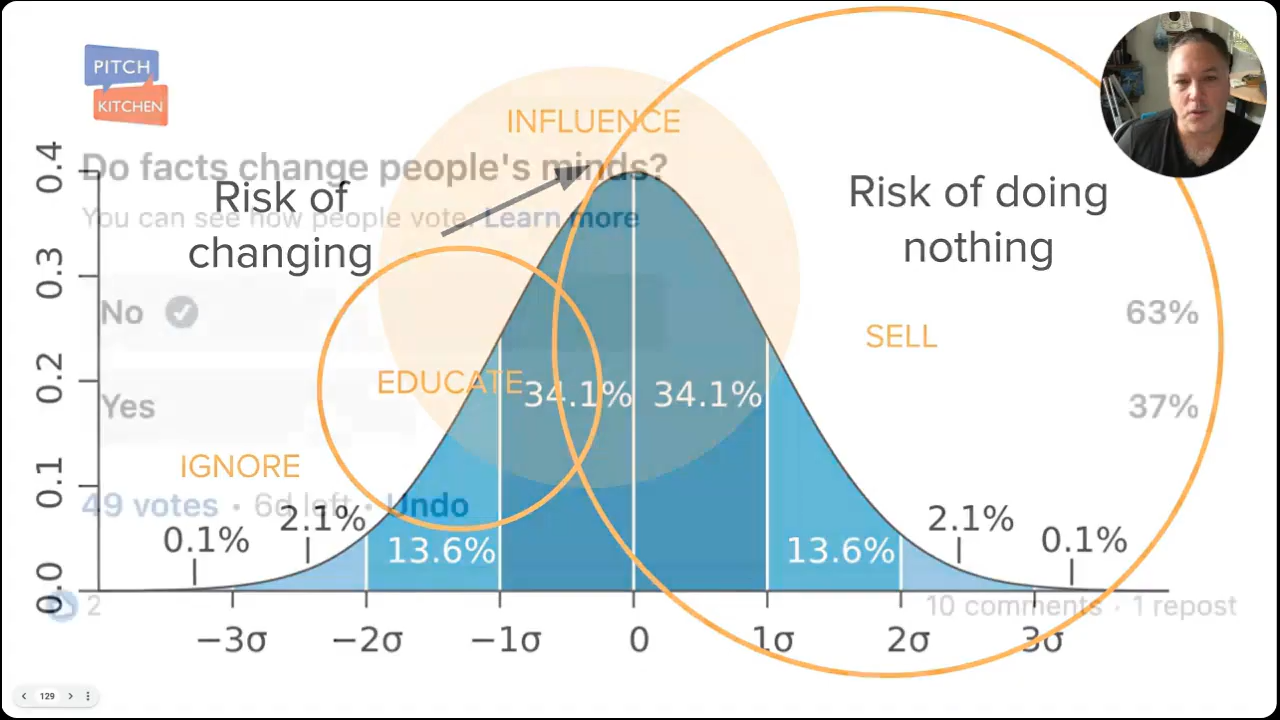 PITCH
KITCHEN
INFLUENCE
Do facts change people's minds?
Risk of
changing
Risk of doing
nothing
You can see how people vote. Learn more
No
63%
SELL
EDUCATE
34.1%
34.1%
Yes
37%
IGNORE
49 votes · 6d left · Undo
0.1%
2.1%
13.6%
13.6%
2.1%
0.1%
2
10 comments · 1 repost
0.4
0.3
0.2
0.1
0.0
−3σ
−2σ
−1σ
0
1σ
2σ
3σ
129